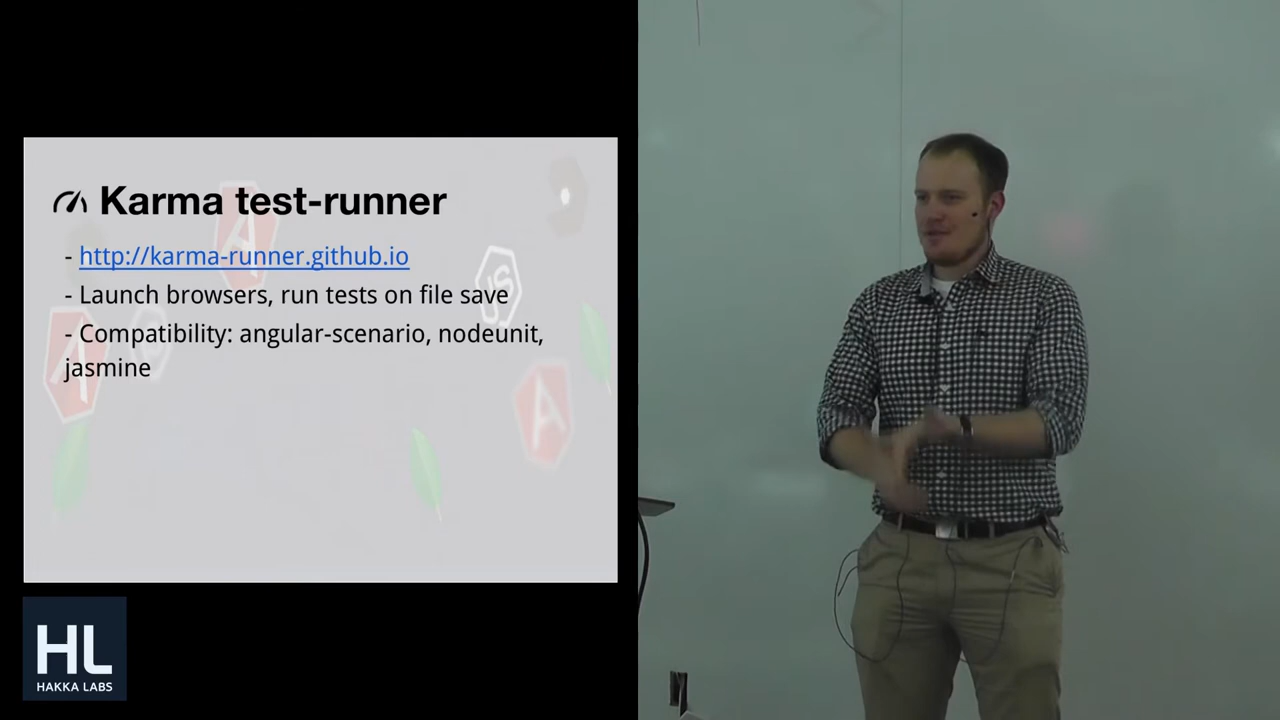 Karma test-runner
- http://karma-runner.github.io
- Launch browsers, run tests on file save
- Compatibility: angular-scenario, nodeunit,
jasmine
JS
HL
HAKKA LABS